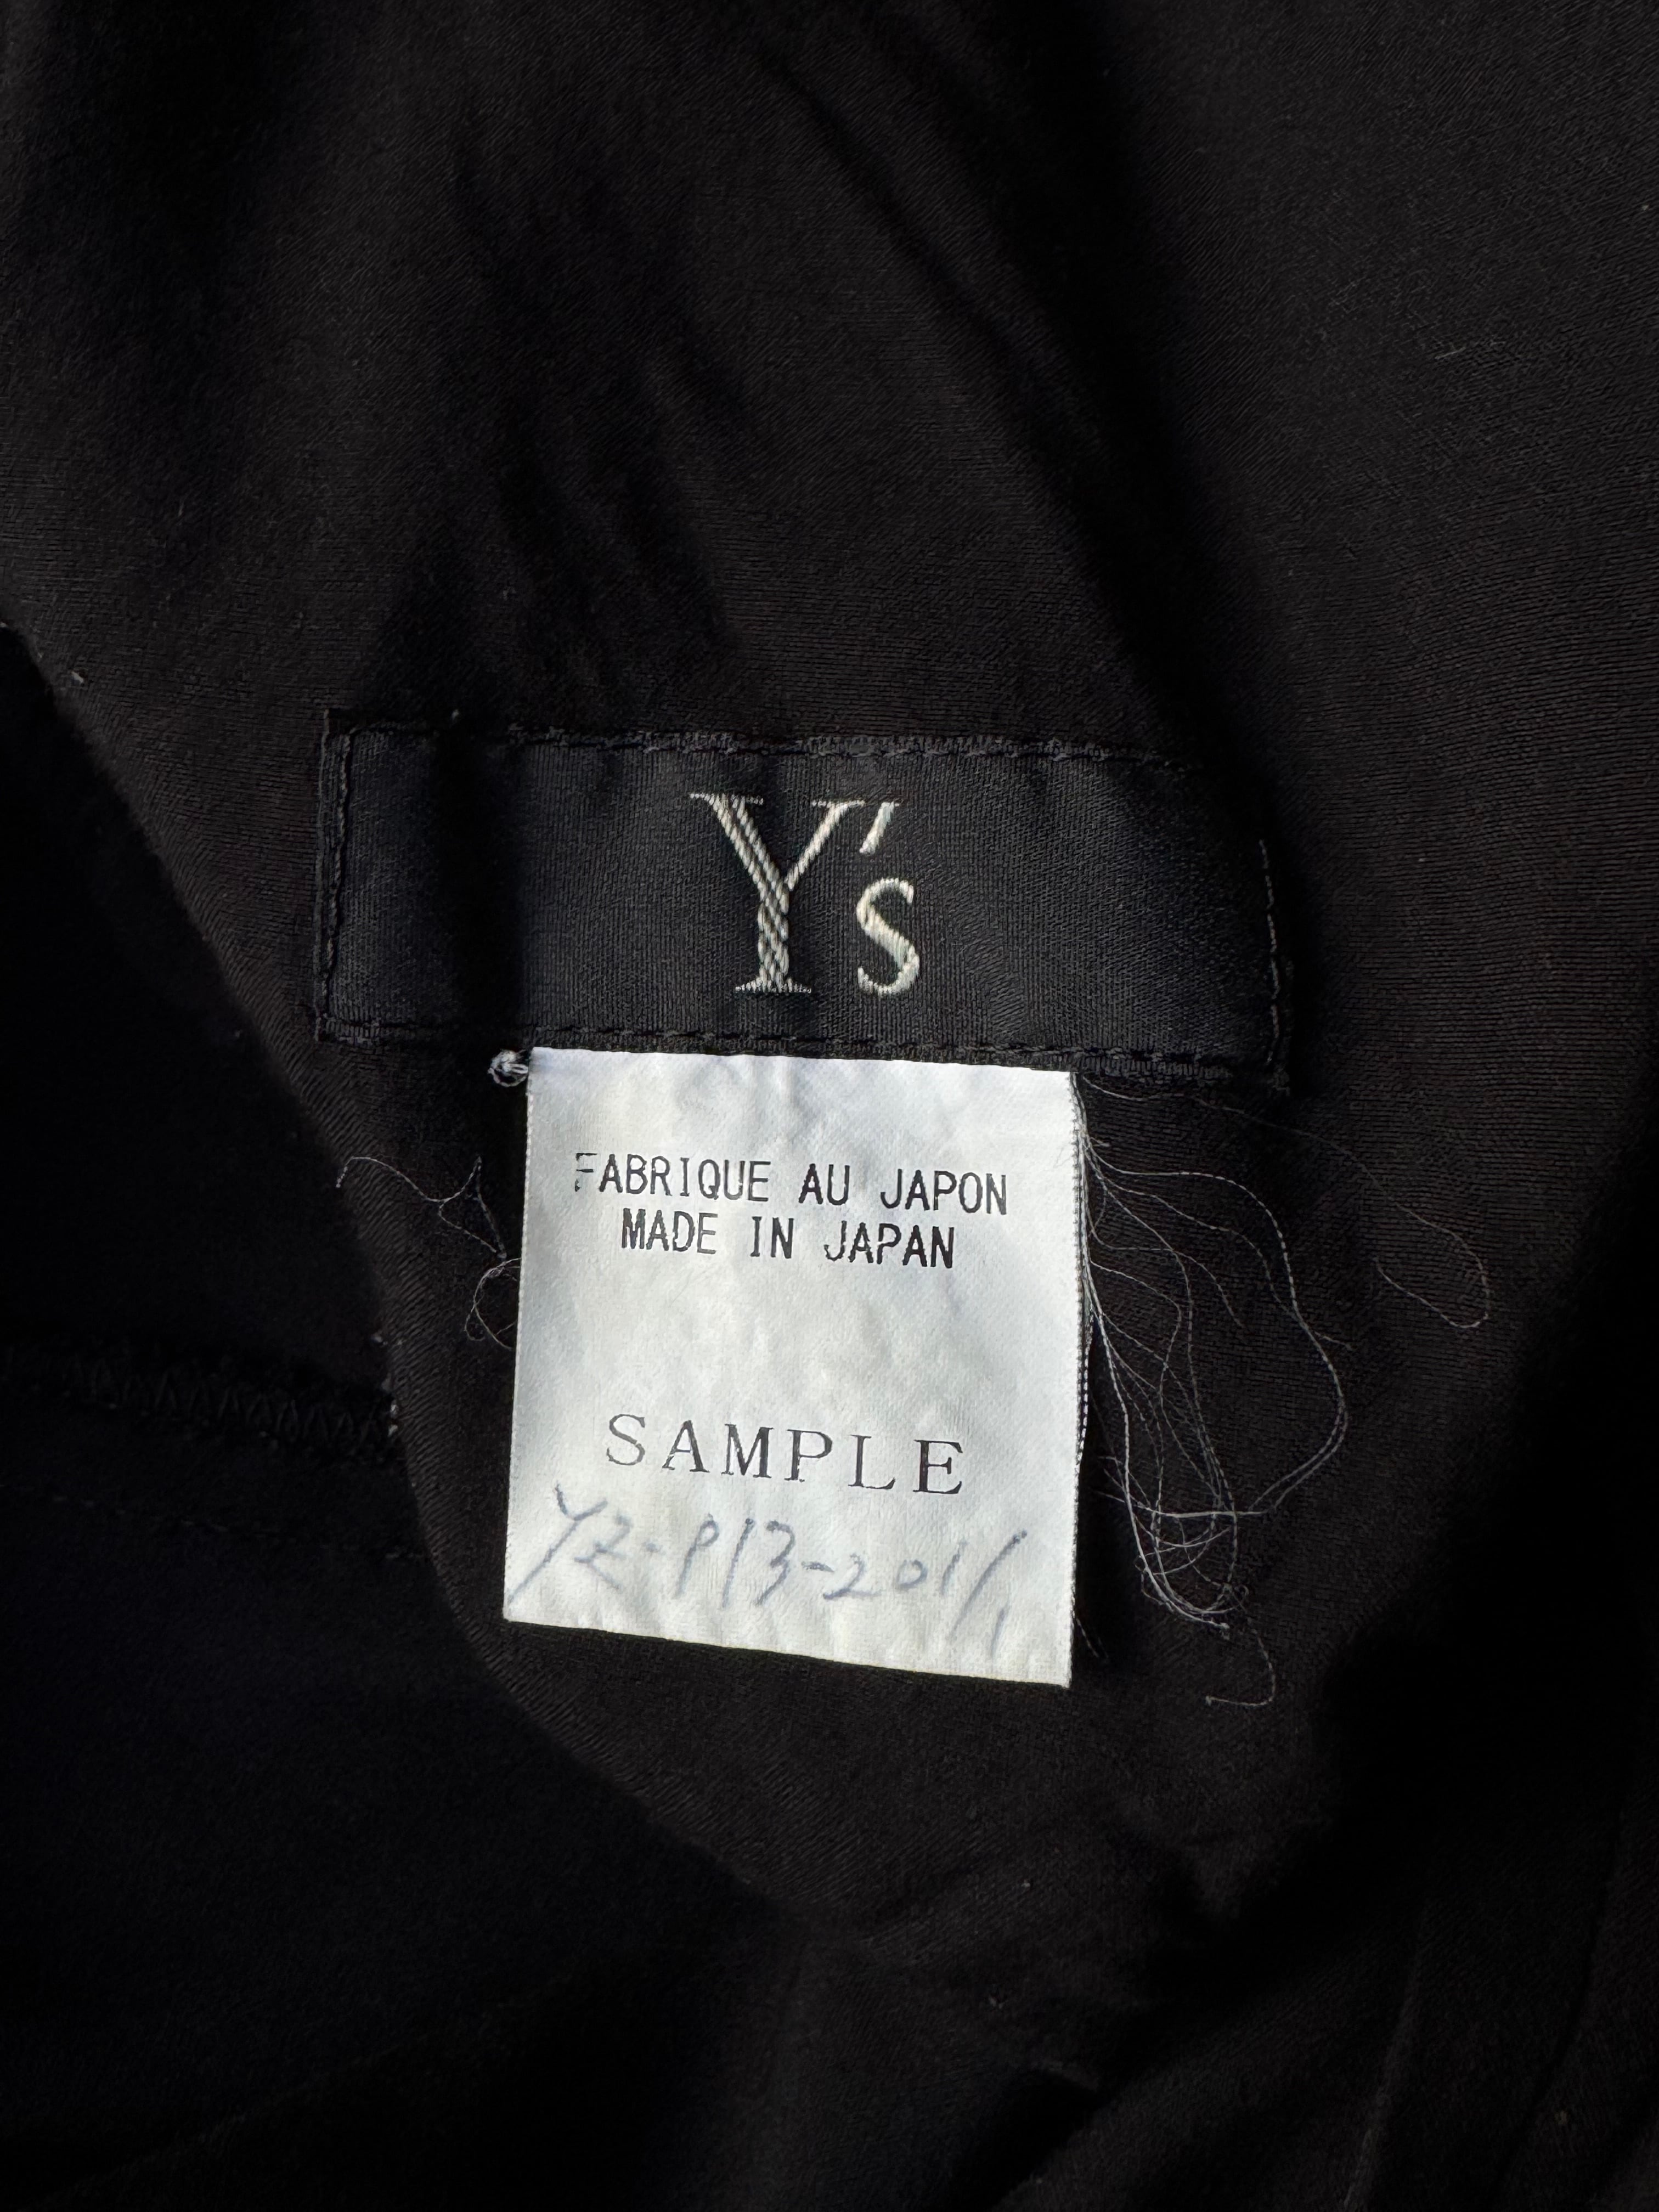 Y's
FABRIQUE AU JAPON
MADE IN JAPAN
SAMPLE
YZ-P13-201/1